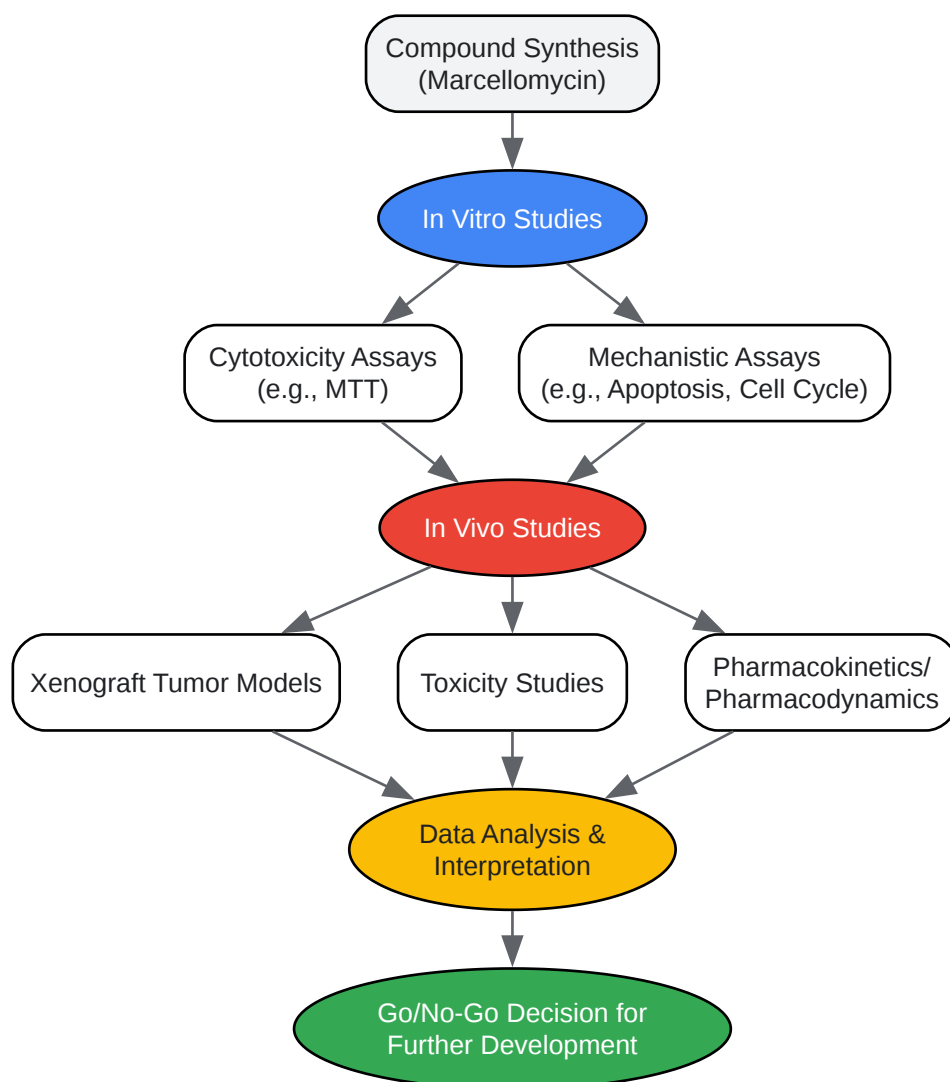 Compound Synthesis
(Marcellomycin)
In Vitro Studies
Cytotoxicity Assays
(e.g., MTT)
Mechanistic Assays
(e.g., Apoptosis, Cell Cycle)
In Vivo Studies
Xenograft Tumor Models
Toxicity Studies
Pharmacokinetics/
Pharmacodynamics
Data Analysis &
Interpretation
Go/No-Go Decision for
Further Development